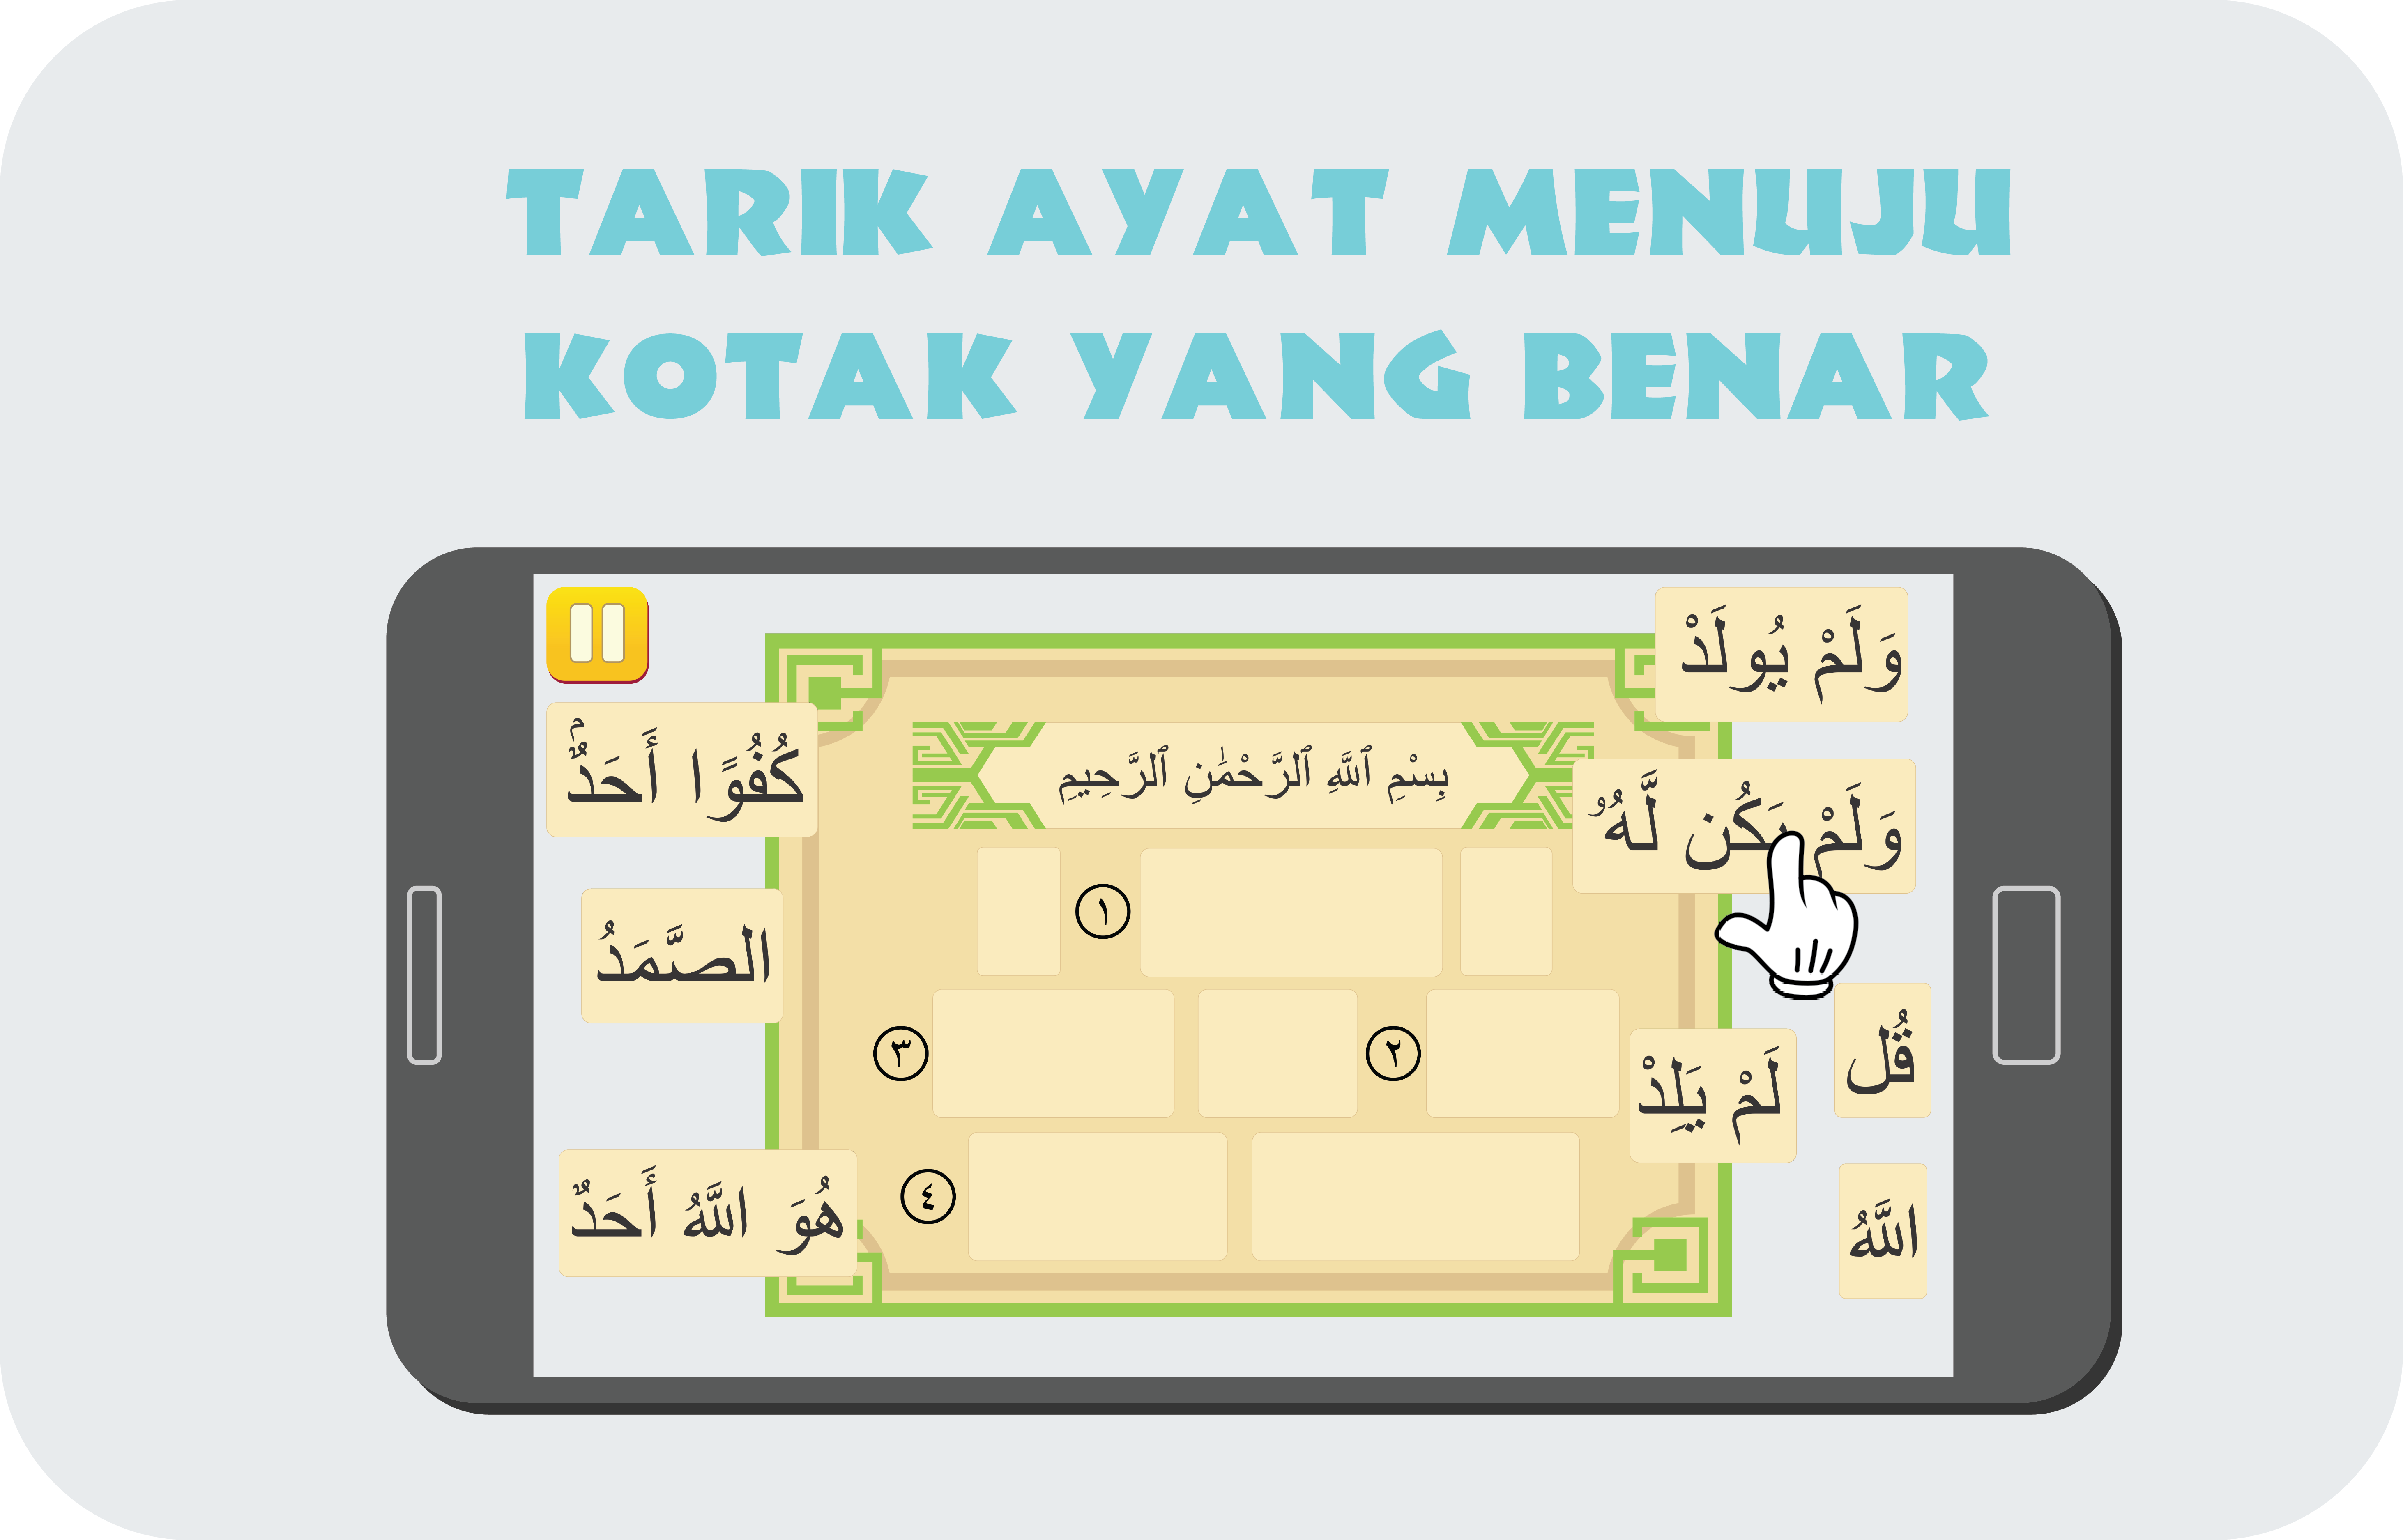 TARIK AYAT MENUJU
KOTAK YANG BENAR
وَلَمْ يُولَدْ
كُفُوًا أَحَدٌۢ
بِسْمِ ٱللَّهِ ٱلرَّحْمَٰنِ ٱلرَّحِيمِ
وَلَمْ يَكُن لَّهُۥ
١
الصَّمَدُ
٢
٣
قُلْ
لَمْ يَلِدْ
هُوَ اللَّهُ أَحَدٌ
٤
اللَّهُ